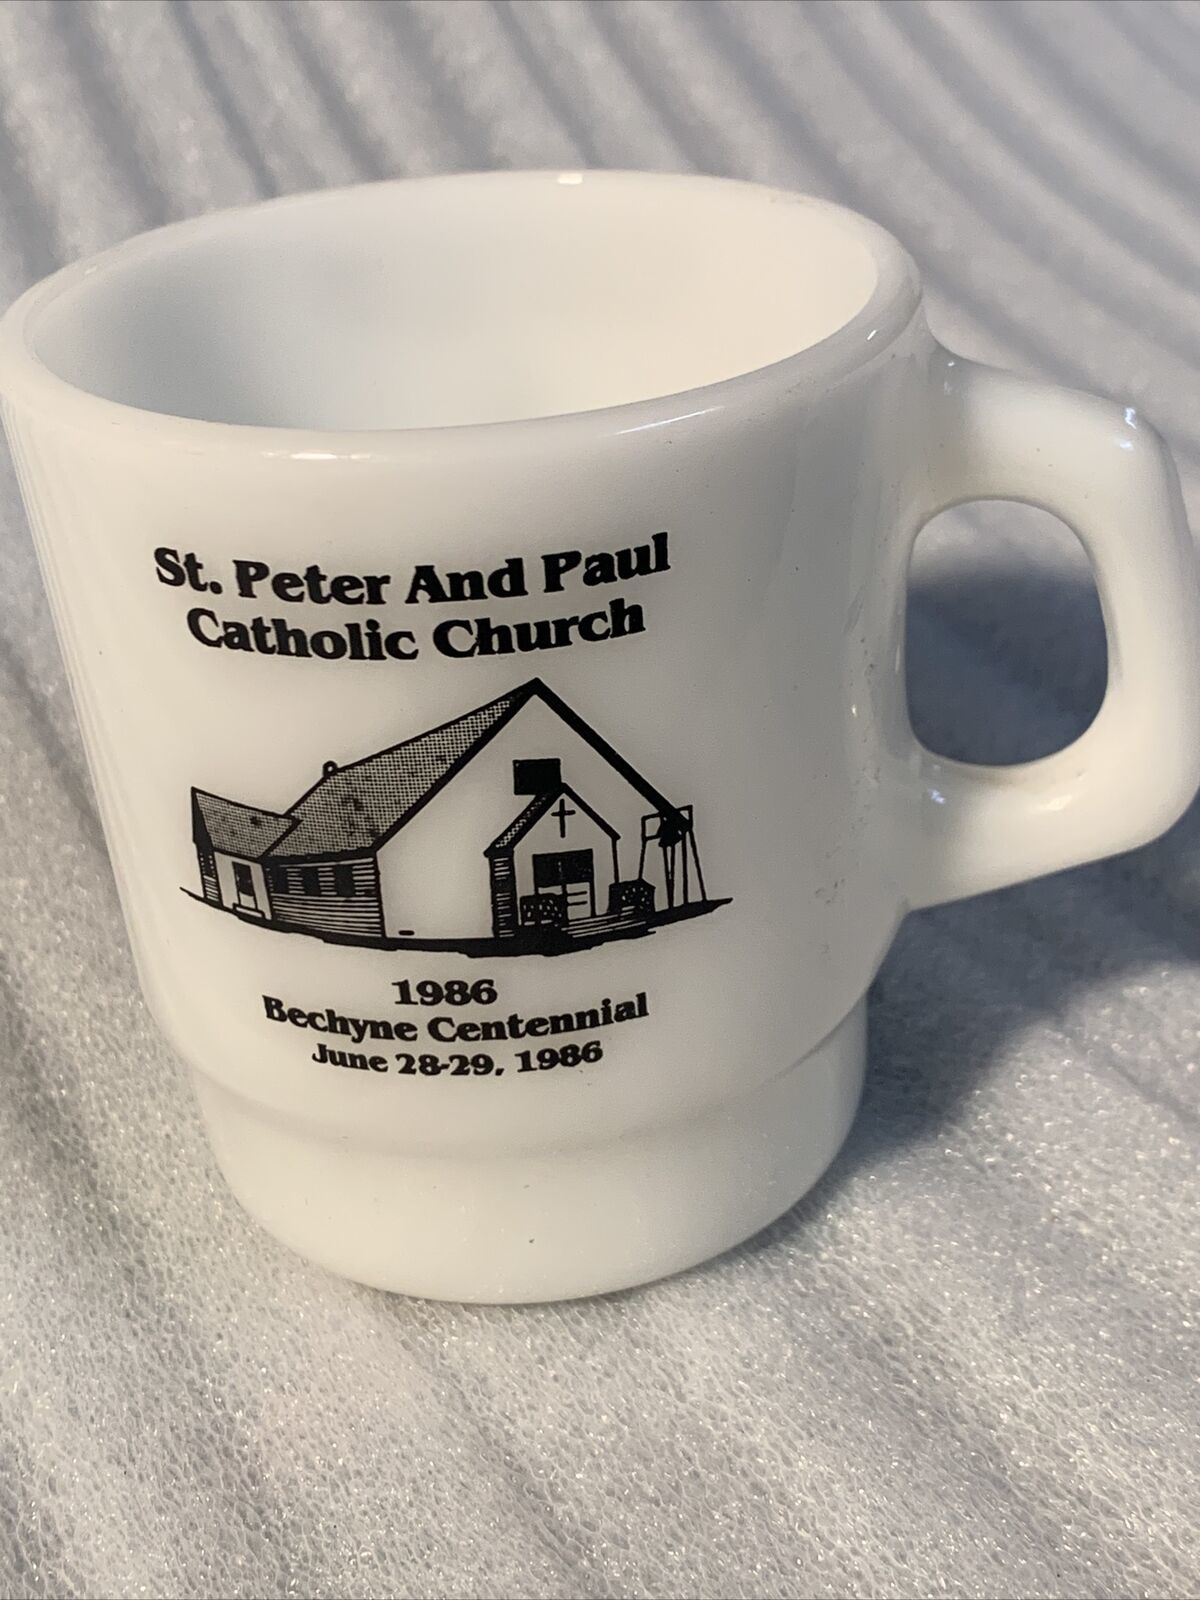 St. Peter And Paul
Catholic Church
1986
Bechyne Centennial
June 28-29, 1986